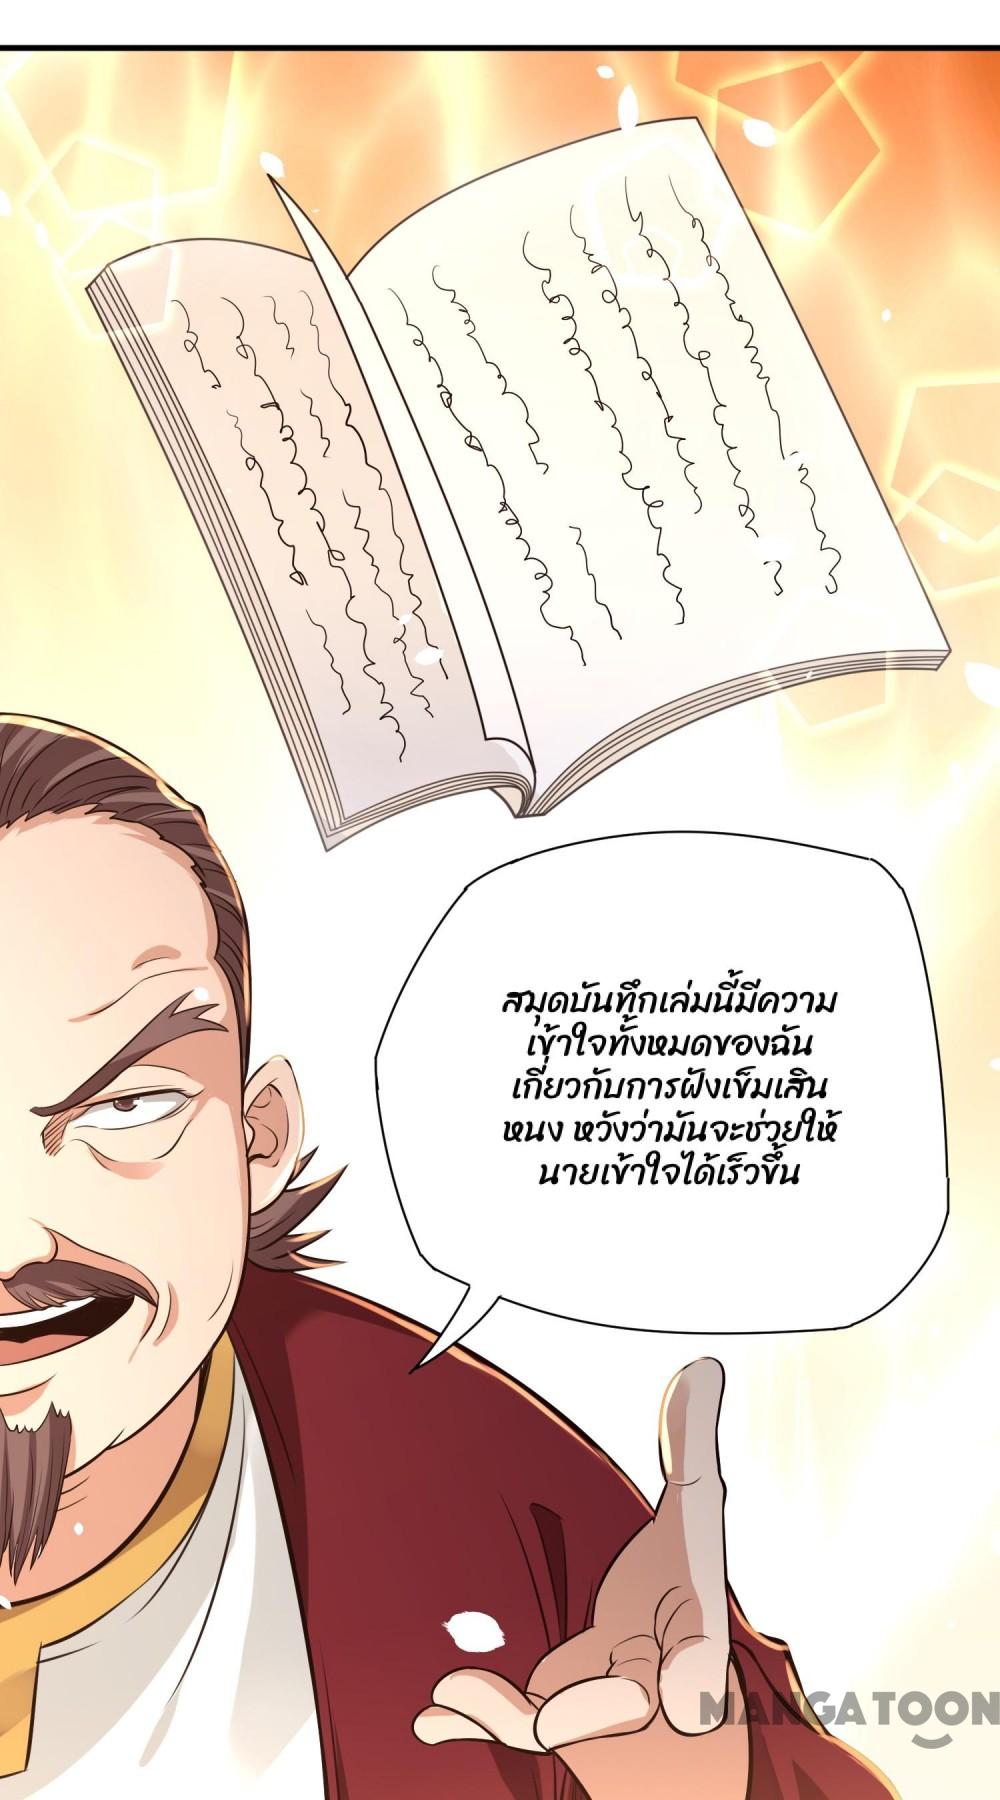 สมุดบันทึกเล่มนี้มีความ
เข้าใจทั้งหมดของฉัน
เกี่ยวกับการฝังเข็มเสิน
หนง หวังว่ามันจะช่วยให้
นายเข้าใจได้เร็วขึ้น
MANGATOON